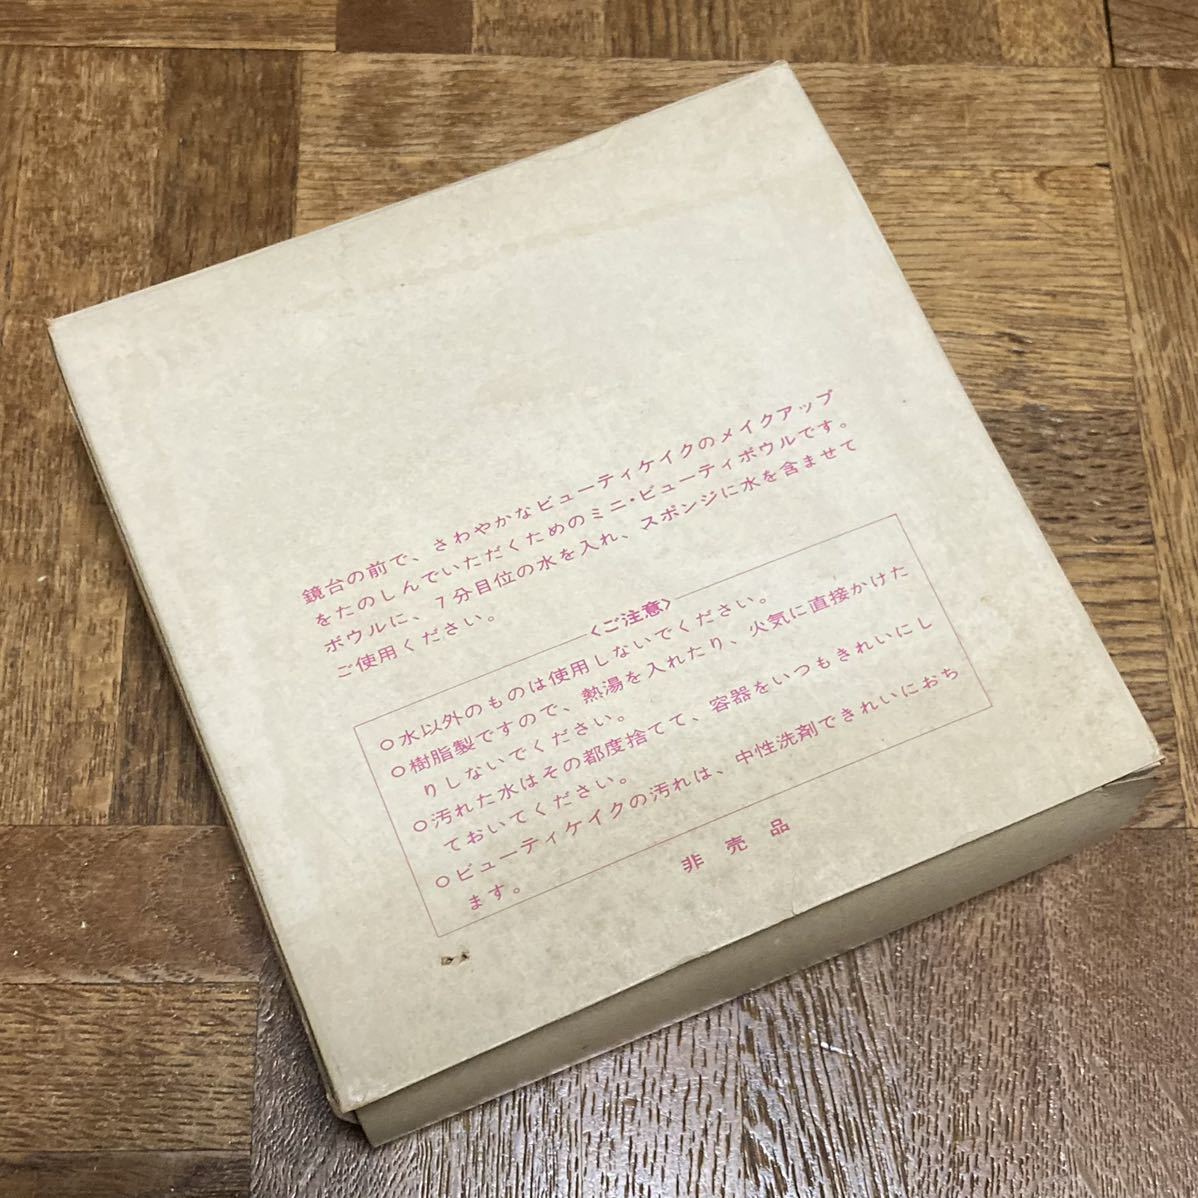 鏡台の前で、さわやかなビューティケイクのメイクアップ
をたのしんでいただくためのミニ・ビューティボウルです。
ボウルに、7分目位の水を入れ、スポンジに水を含ませて
ご使用ください。
〈ご注意〉
○水以外のものは使用しないでください。
○樹脂製ですので、熱湯を入れたり、火気に直接かけた
りしないでください。
○汚れた水はその都度捨てて、容器をいつもきれいにし
ておいてください。
○ビューティケイクの汚れは、中性洗剤できれいにおち
ます。
非売品